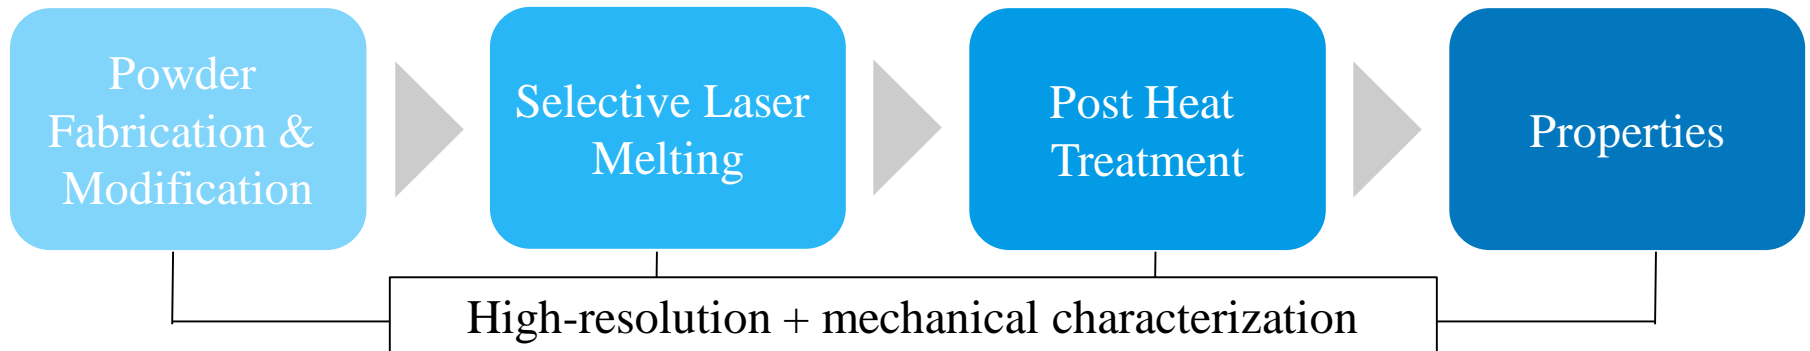 Powder
Fabrication &
Modification
Selective Laser
Melting
Post Heat
Treatment
Properties
High-resolution + mechanical characterization